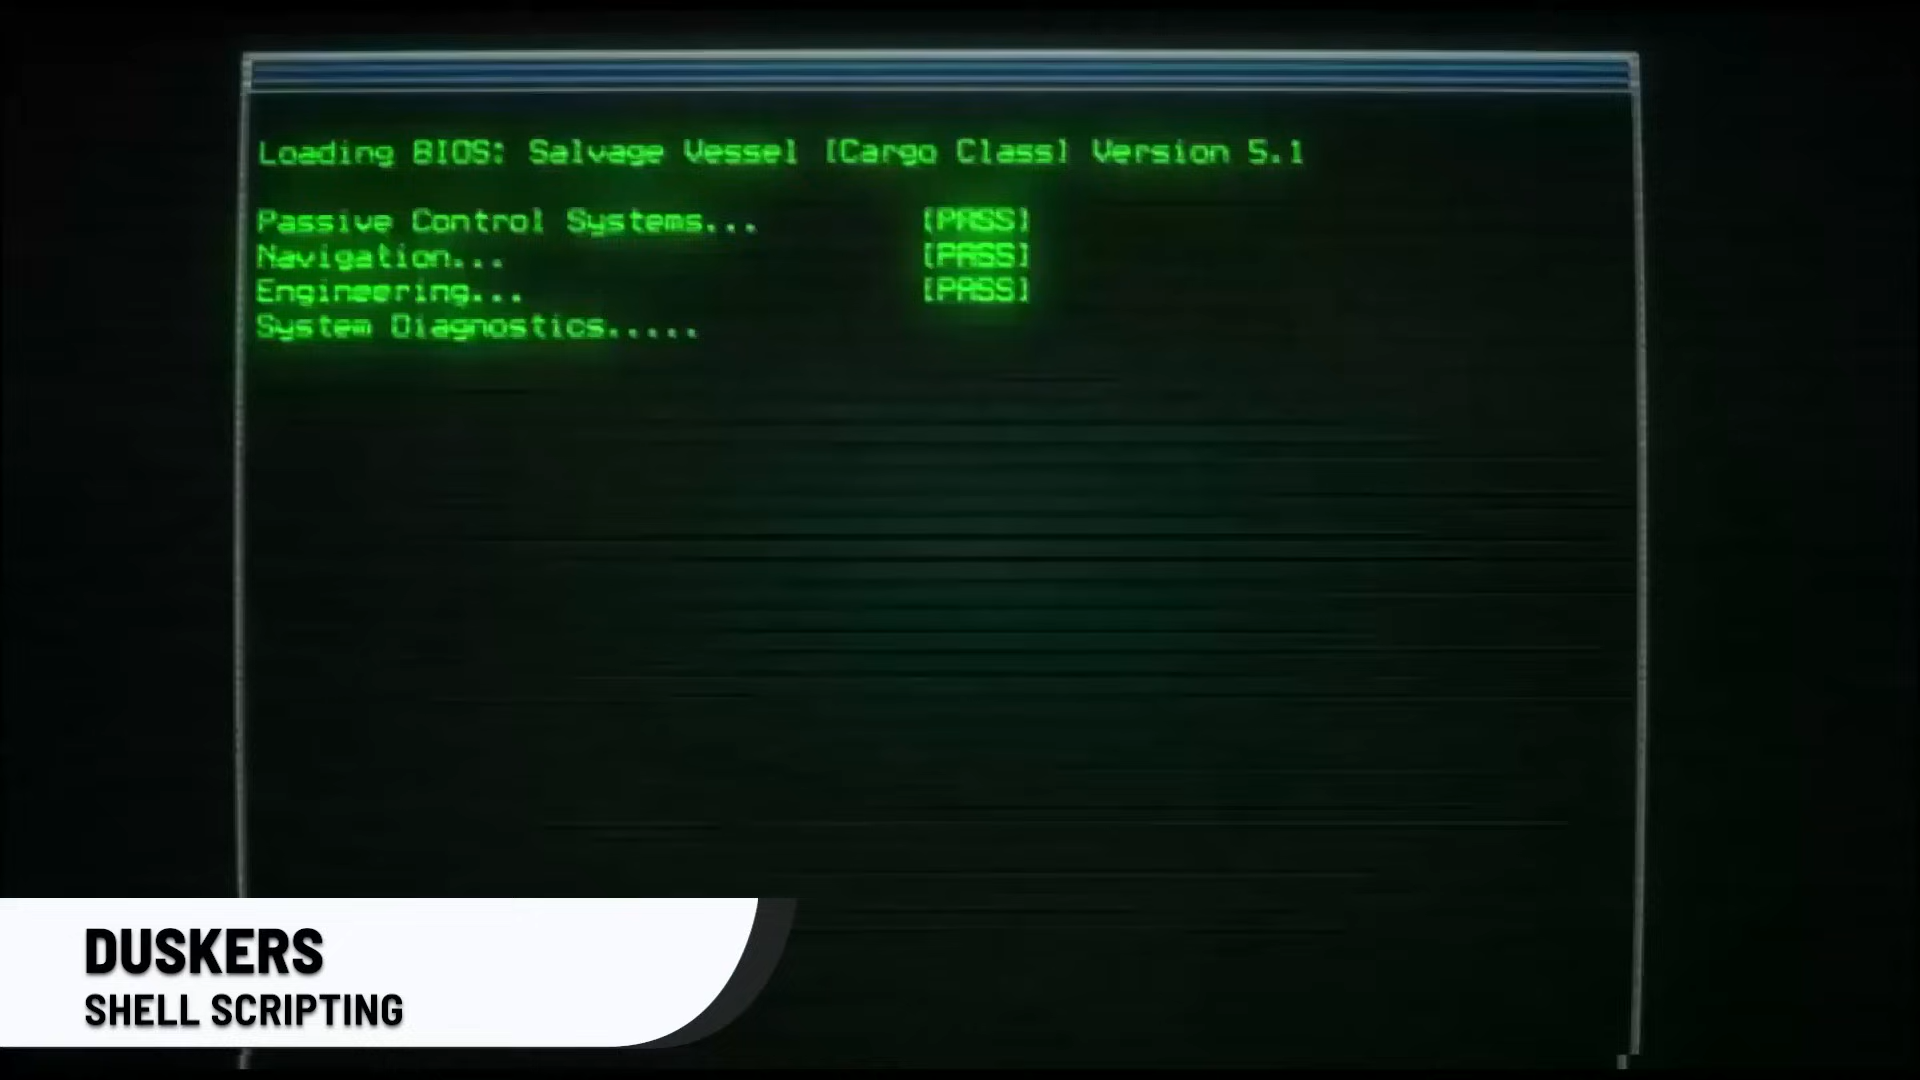 Loading BIOS: Salvage Vessel [Cargo Class] Version 5.1
Passive Control Systems... [PASS]
Navigation... [PASS]
Engineering... [PASS]
System Diagnostics.....
DUSKERS
SHELL SCRIPTING